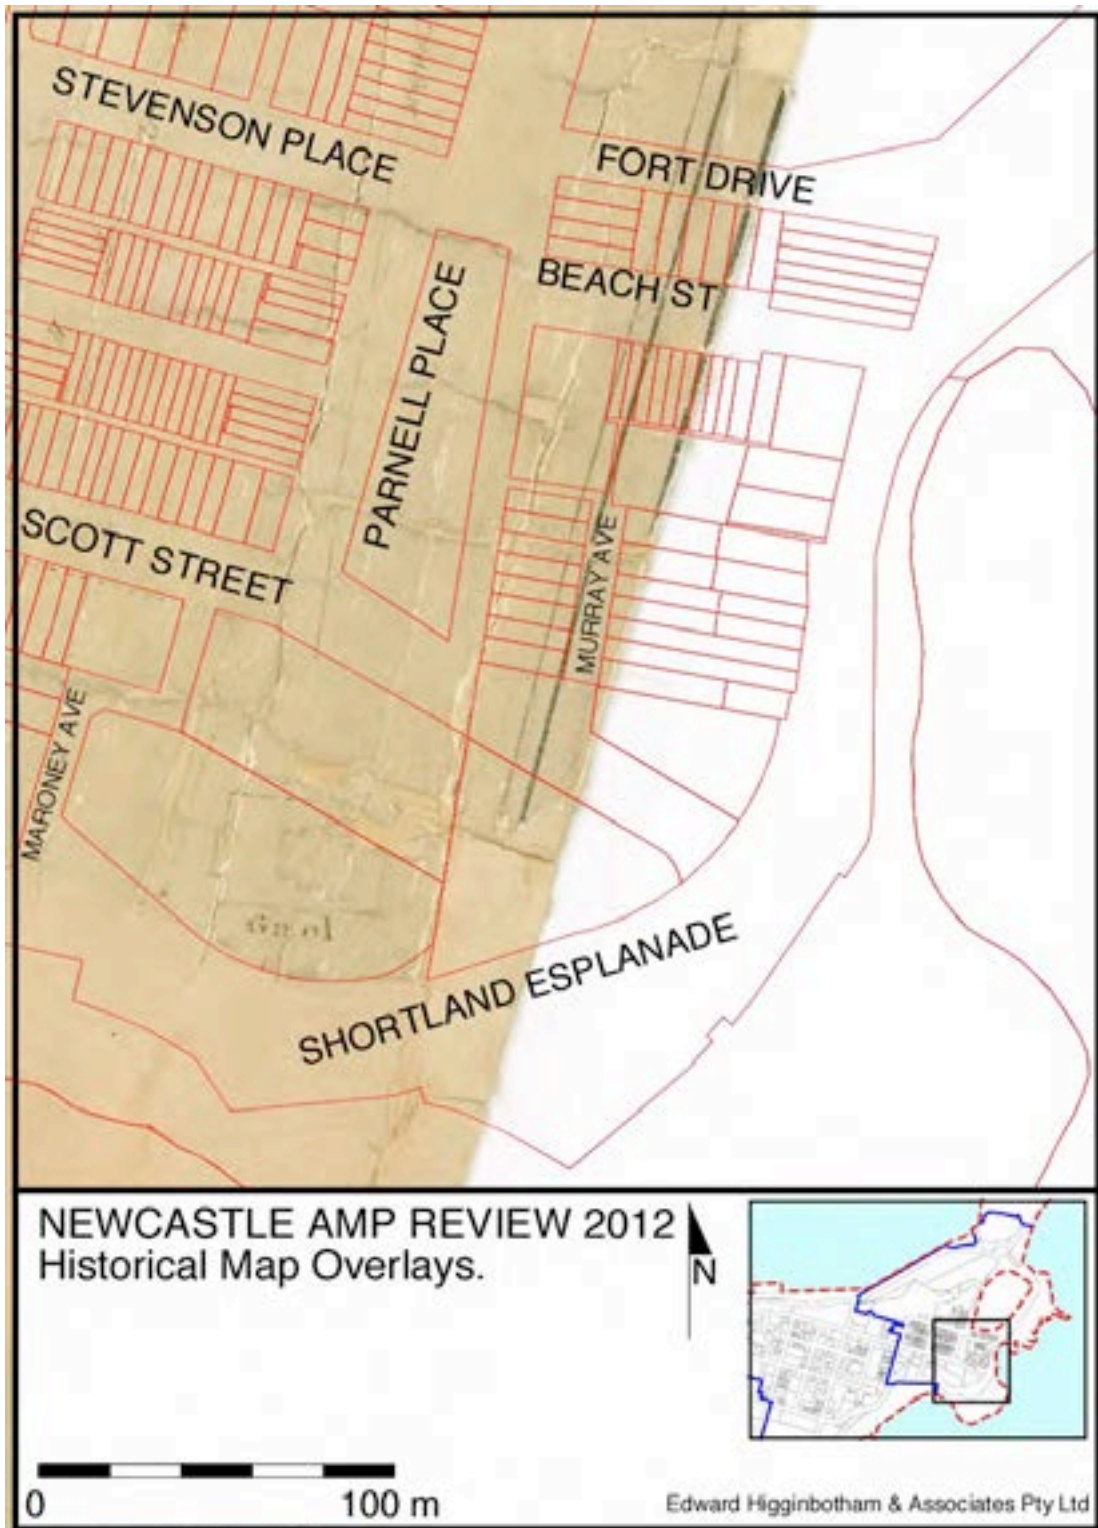 STEVENSON PLACE
FORT DRIVE
BEACH ST
PARNELL PLACE
SCOTT STREET
MURRAY AVE
MARONEY AVE
Gaol
SHORTLAND ESPLANADE
NEWCASTLE AMP REVIEW 2012
Historical Map Overlays.
N
0 100 m
Edward Higginbotham & Associates Pty Ltd